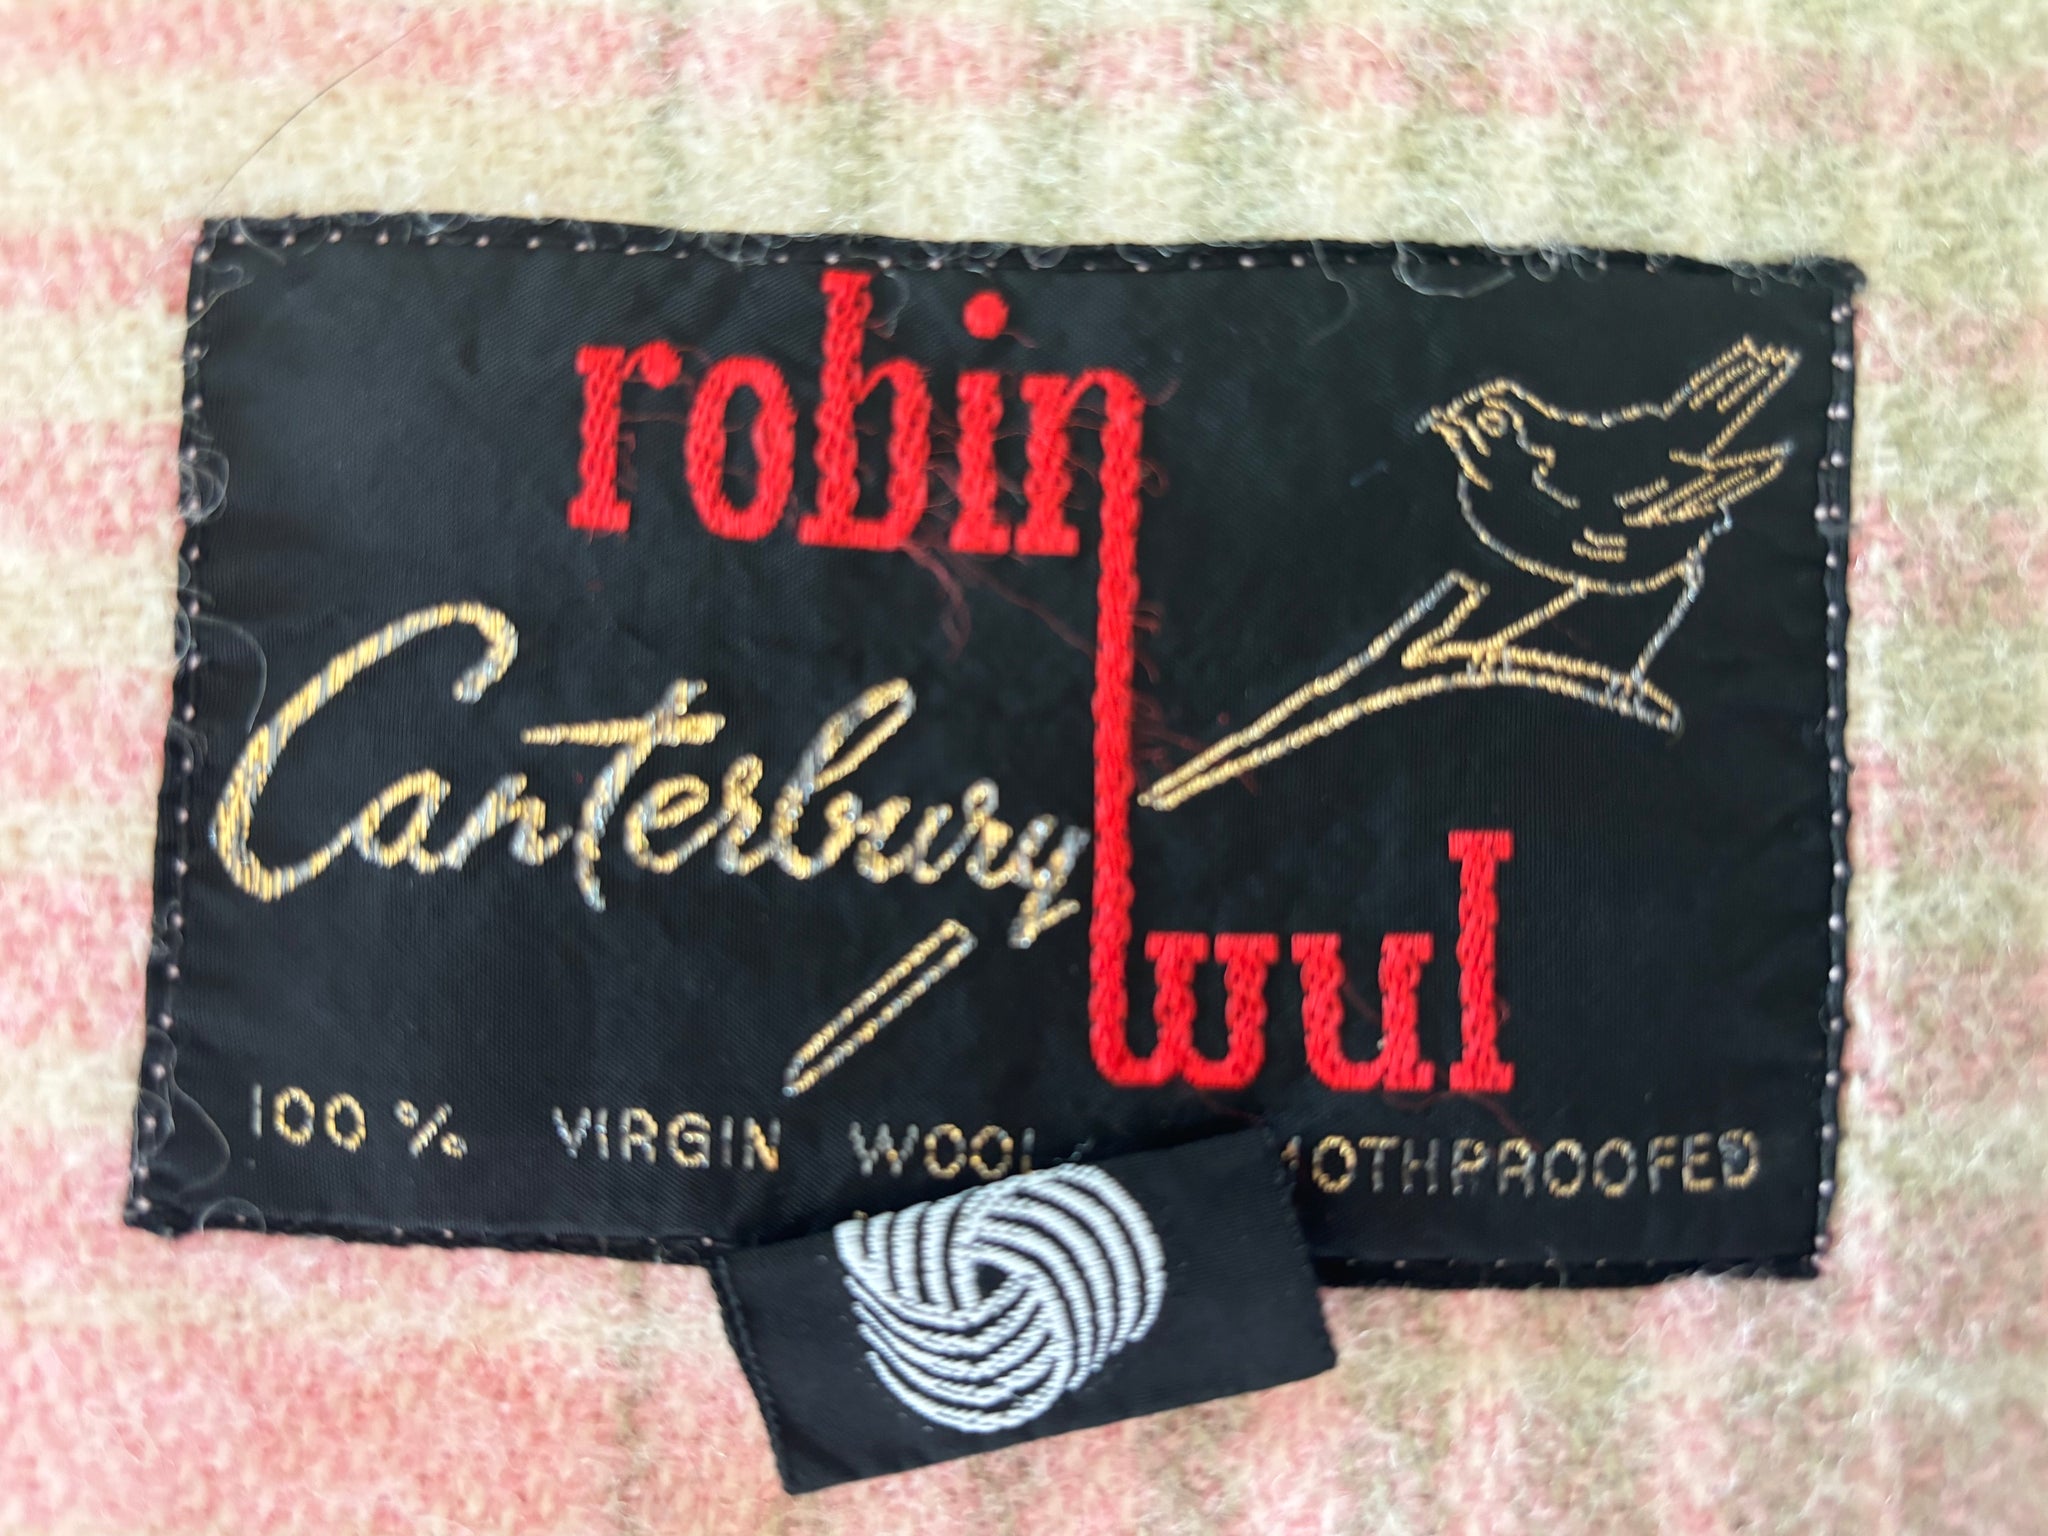 robin
Canterbury
wul
100% VIRGIN WOOL MOTHPROOFED